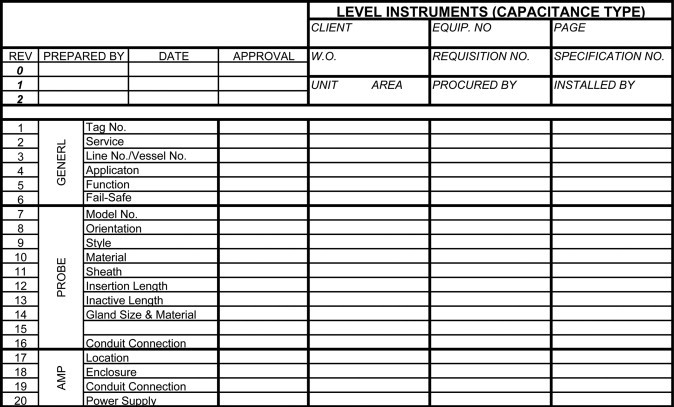 LEVEL INSTRUMENTS (CAPACITANCE TYPE)
CLIENT EQUIP. NO PAGE
REV PREPARED BY DATE APPROVAL W.O. REQUISITION NO. SPECIFICATION NO.
0
1 UNIT AREA PROCURED BY INSTALLED BY
2
GENERL
1 Tag No.
2 Service
3 Line No./Vessel No.
4 Applicaton
5 Function
6 Fail-Safe
PROBE
7 Model No.
8 Orientation
9 Style
10 Material
11 Sheath
12 Insertion Length
13 Inactive Length
14 Gland Size & Material
15
16 Conduit Connection
AMP
17 Location
18 Enclosure
19 Conduit Connection
20 Power Supply